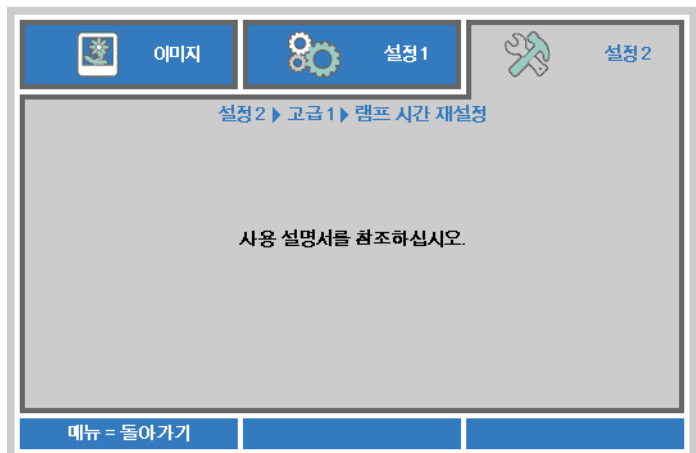 이미지
설정1
설정2
설정2 ▶ 고급1 ▶ 램프 시간 재설정
사용 설명서를 참조하십시오.
메뉴 = 돌아가기